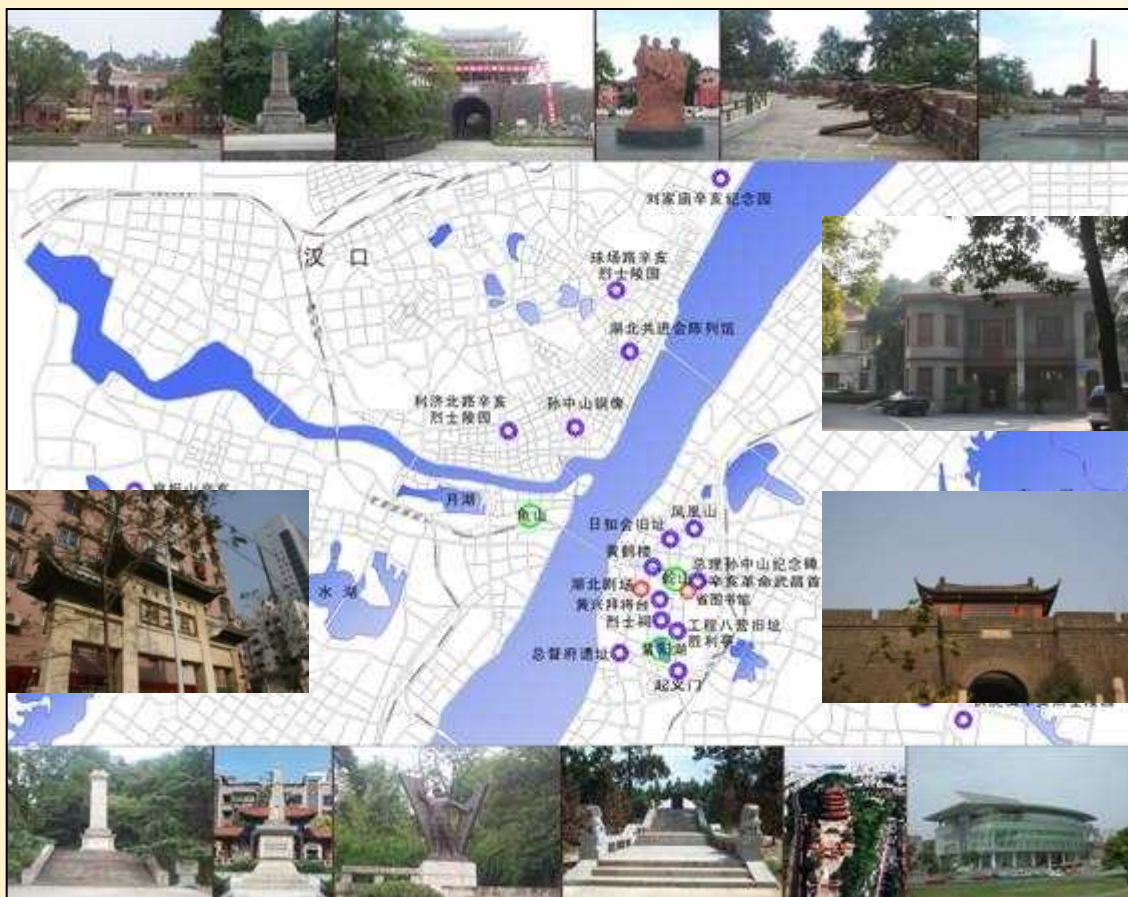 刘家庙辛亥纪念园
汉口
球场路辛亥
烈士陵园
湖北共进会陈列馆
利济北路辛亥
烈士陵园
孙中山铜像
月湖
龟山
凤凰山
日知会旧址
黄鹤楼
总理孙中山纪念碑
蛇山
辛亥革命武昌首
湖北剧场
省图书馆
黄兴拜将台
水湖
烈士祠
工程八营旧址
胜利亭
紫阳湖
总督府遗址
起义门